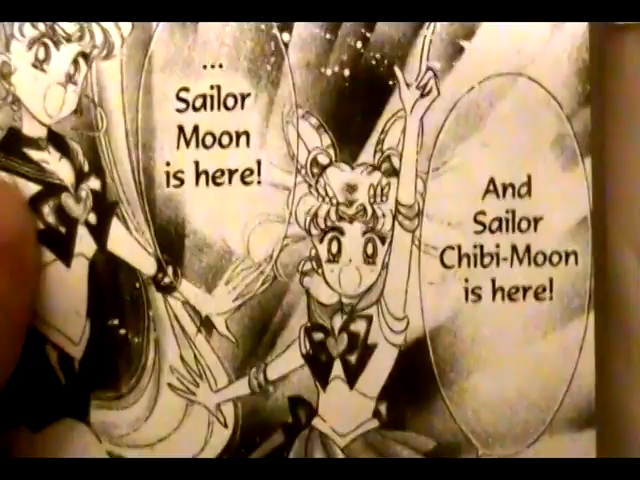 ...
Sailor
Moon
is here!
And
Sailor
Chibi-Moon
is here!